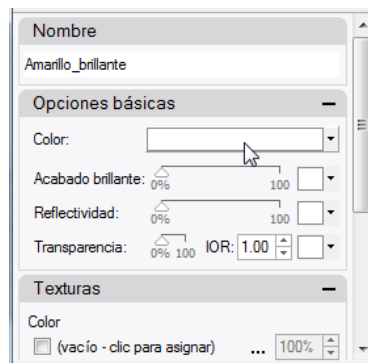 Nombre
Amarillo_brillante
Opciones básicas
Color:
Acabado brillante: 0% 100
Reflectividad: 0% 100
Transparencia: 0% 100 IOR: 1.00
Texturas
Color
(vacío - clic para asignar) ... 100%